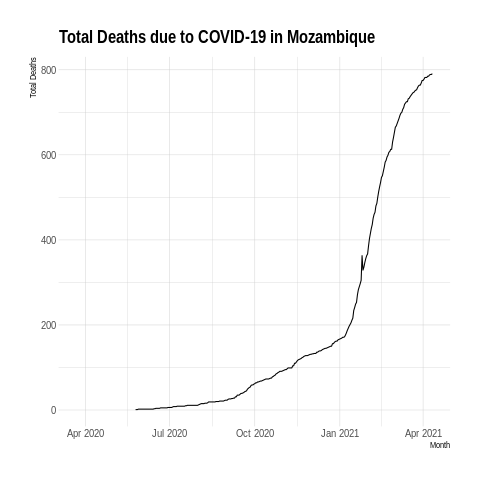 Total Deaths due to COVID-19 in Mozambique
Total Deaths
800
600
400
200
0
Apr 2020 Jul 2020 Oct 2020 Jan 2021 Apr 2021
Month